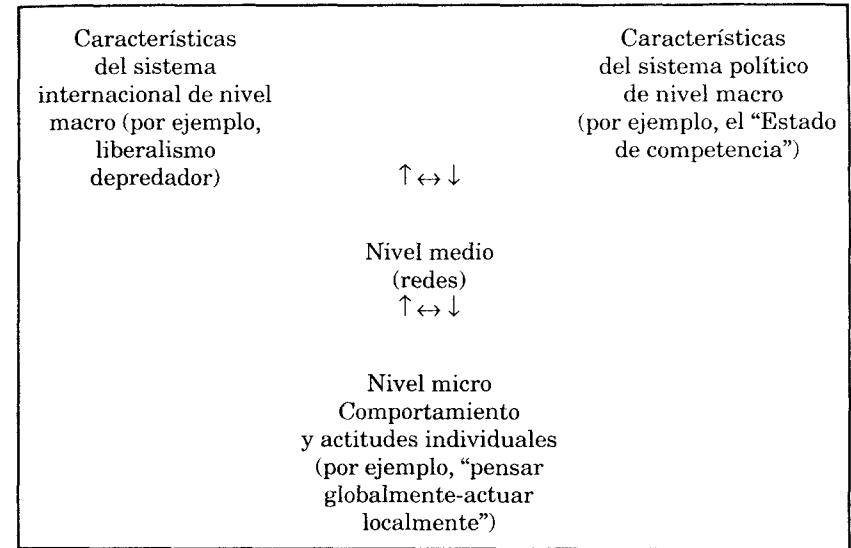 Características
del sistema
internacional de nivel
macro (por ejemplo,
liberalismo
depredador)
Características
del sistema político
de nivel macro
(por ejemplo, el “Estado
de competencia”)
↑↔↓
Nivel medio
(redes)
↑↔↓
Nivel micro
Comportamiento
y actitudes individuales
(por ejemplo, “pensar
globalmente-actuar
localmente”)